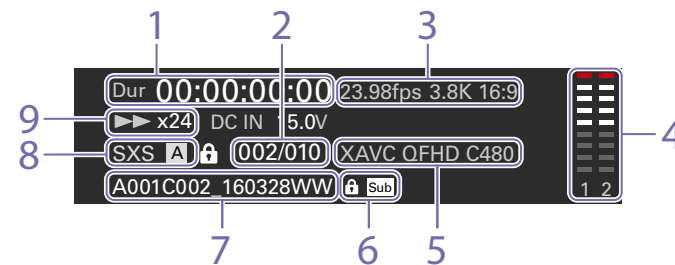 1 2 3
Dur 00:00:00:00 23.98fps 3.8K 16:9
9 x24 DC IN 15.0V 4
8 SXS A 002/010 XAVC QFHD C480
A001C002_160328WW Sub 1 2
7 6 5